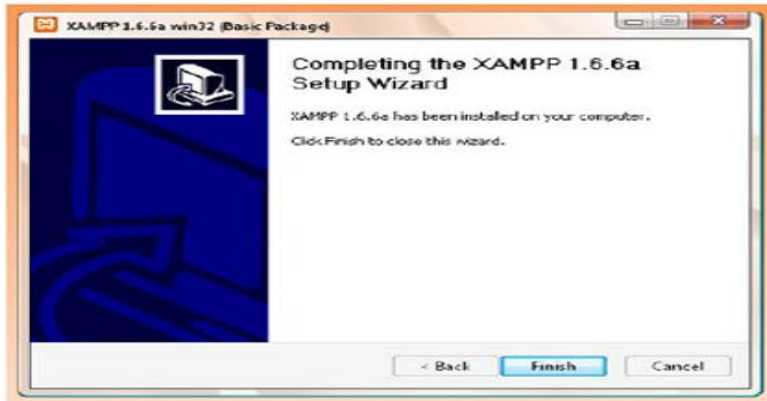 XAMPP 1.6.6a win32 (Basic Package)
Completing the XAMPP 1.6.6a
Setup Wizard
XAMPP 1.6.6a has been installed on your computer.
Click Finish to close this wizard.
< Back
Finish
Cancel